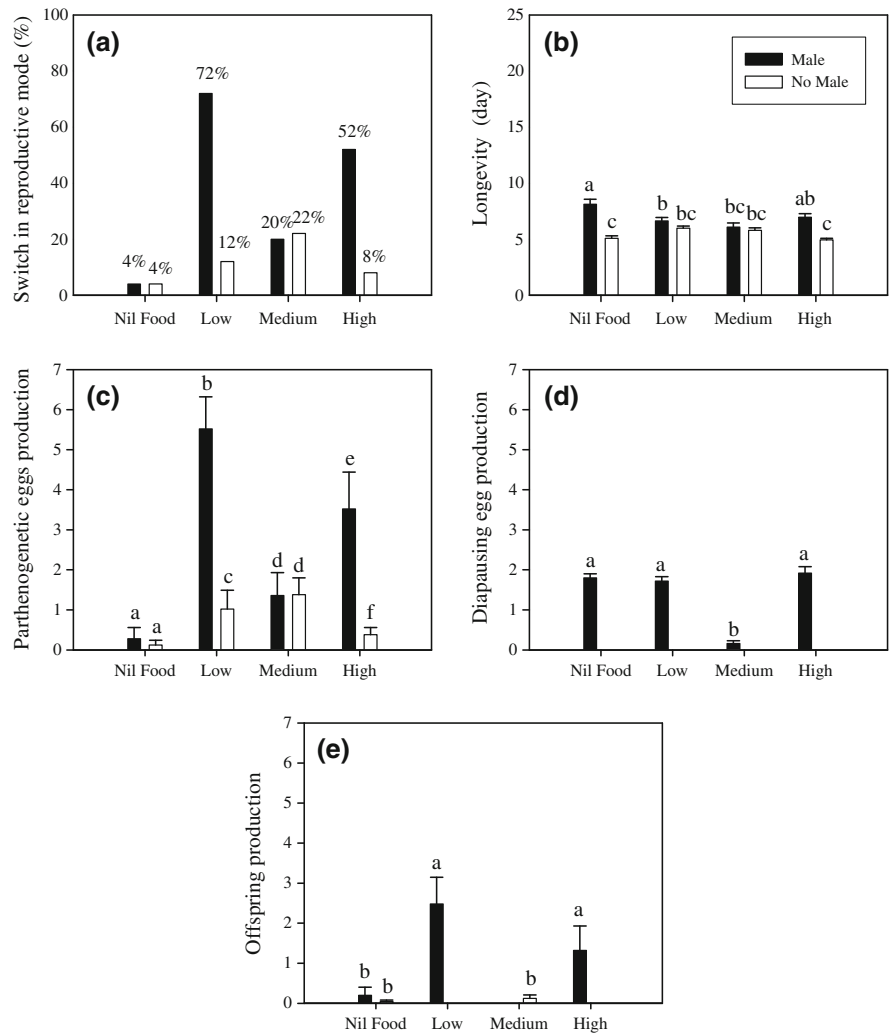 Switch in reproductive mode (%)
100
80
60
40
20
0
(a)
4%
4%
72%
12%
20%
22%
52%
8%
Nil Food Low Medium High
Longevity (day)
25
20
15
10
5
0
(b)
Male
No Male
a
c
b
bc
bc
bc
ab
c
Nil Food Low Medium High
Parthenogenetic eggs production
7
6
5
4
3
2
1
0
(c)
a
a
b
c
d
d
e
f
Nil Food Low Medium High
Diapausing egg production
7
6
5
4
3
2
1
0
(d)
a
a
b
a
Nil Food Low Medium High
Offspring production
7
6
5
4
3
2
1
0
(e)
b
b
a
b
a
Nil Food Low Medium High